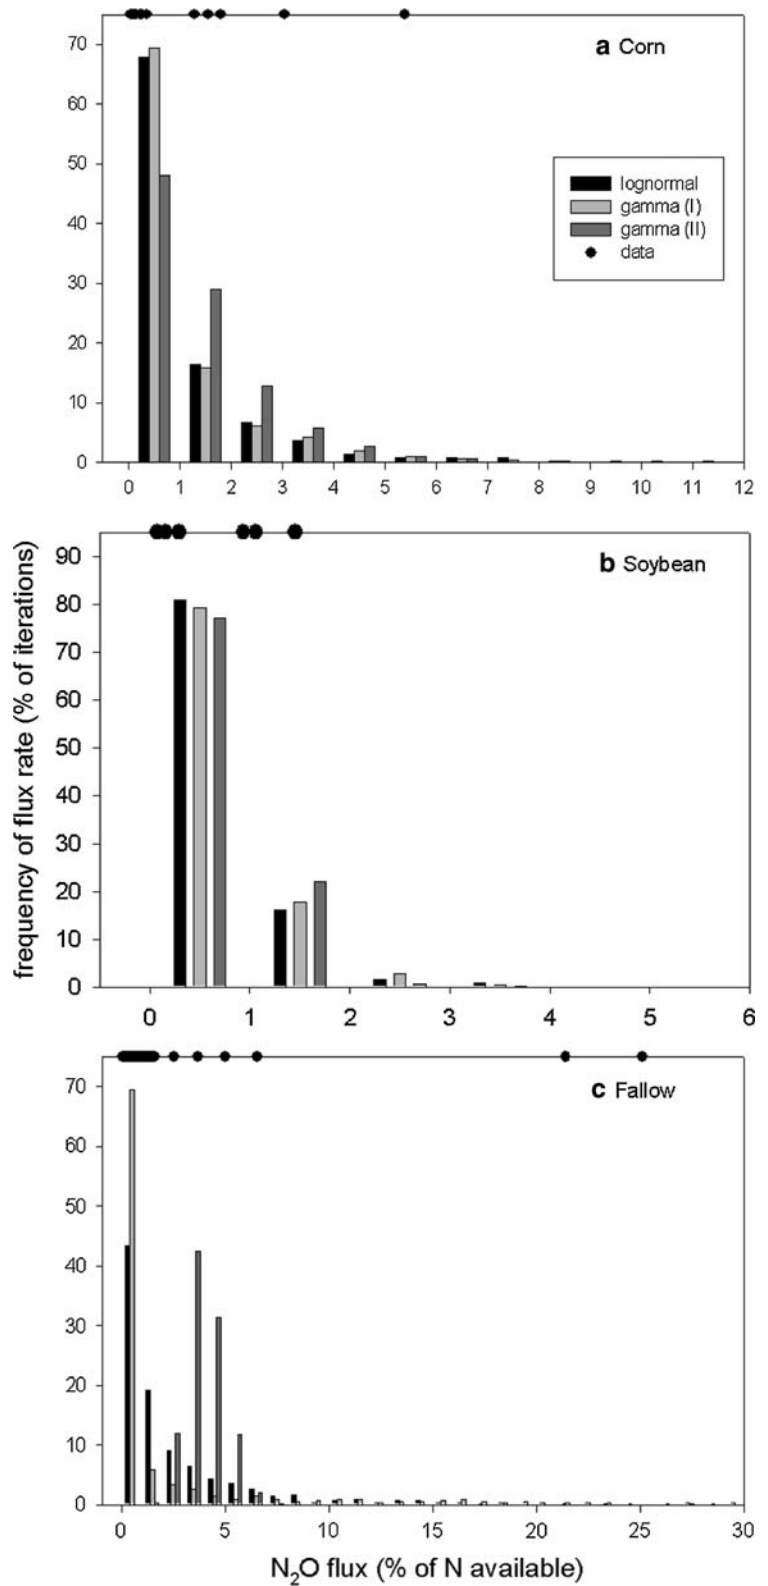 a Corn
70
60
50
40
30
20
10
0
lognormal
gamma (I)
gamma (II)
data
0 1 2 3 4 5 6 7 8 9 10 11 12
frequency of flux rate (% of iterations)
b Soybean
90
80
70
60
50
40
30
20
10
0
0 1 2 3 4 5 6
c Fallow
70
60
50
40
30
20
10
0
0 5 10 15 20 25 30
N₂O flux (% of N available)